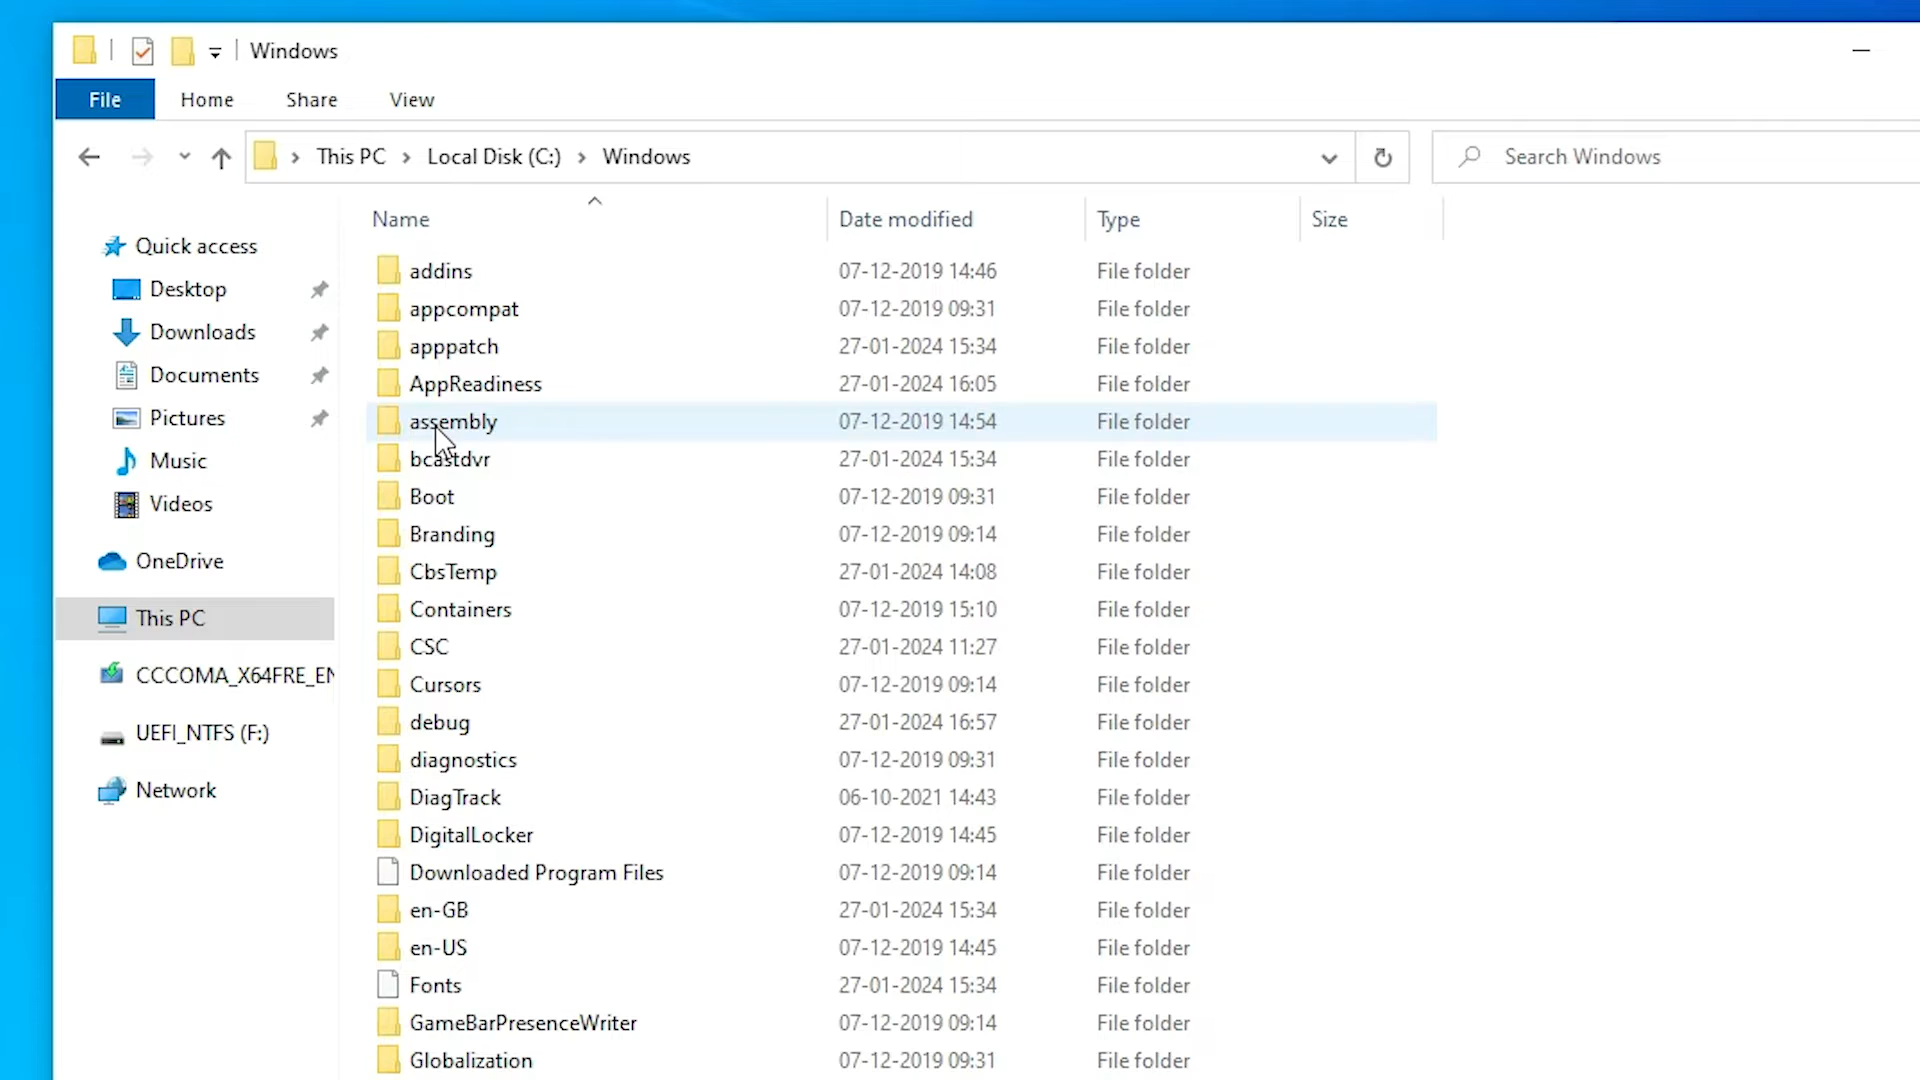 Windows
File Home Share View
This PC Local Disk (C:) Windows
Search Windows
Name Date modified Type Size
Quick access
Desktop
Downloads
Documents
Pictures
Music
Videos
OneDrive
This PC
CCCOMA_X64FRE_EN
UEFI_NTFS (F:)
Network
addins 07-12-2019 14:46 File folder
appcompat 07-12-2019 09:31 File folder
apppatch 27-01-2024 15:34 File folder
AppReadiness 27-01-2024 16:05 File folder
assembly 07-12-2019 14:54 File folder
bcastdvr 27-01-2024 15:34 File folder
Boot 07-12-2019 09:31 File folder
Branding 07-12-2019 09:14 File folder
CbsTemp 27-01-2024 14:08 File folder
Containers 07-12-2019 15:10 File folder
CSC 27-01-2024 11:27 File folder
Cursors 07-12-2019 09:14 File folder
debug 27-01-2024 16:57 File folder
diagnostics 07-12-2019 09:31 File folder
DiagTrack 06-10-2021 14:43 File folder
DigitalLocker 07-12-2019 14:45 File folder
Downloaded Program Files 07-12-2019 09:14 File folder
en-GB 27-01-2024 15:34 File folder
en-US 07-12-2019 14:45 File folder
Fonts 27-01-2024 15:34 File folder
GameBarPresenceWriter 07-12-2019 09:14 File folder
Globalization 07-12-2019 09:31 File folder